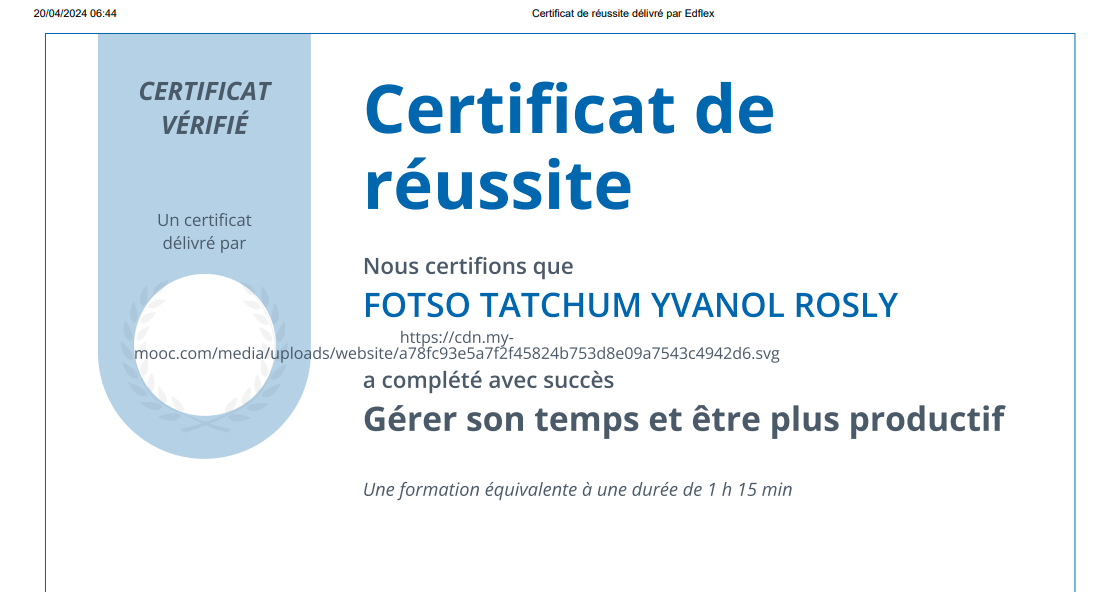 20/04/2024 06:44
Certificat de réussite délivré par Edflex
CERTIFICAT
VÉRIFIÉ
Un certificat
délivré par
Certificat de
réussite
Nous certifions que
FOTSO TATCHUM YVANOL ROSLY
https://cdn.my-
mooc.com/media/uploads/website/a78fc93e5a7f2f45824b753d8e09a7543c4942d6.svg
a complété avec succès
Gérer son temps et être plus productif
Une formation équivalente à une durée de 1 h 15 min